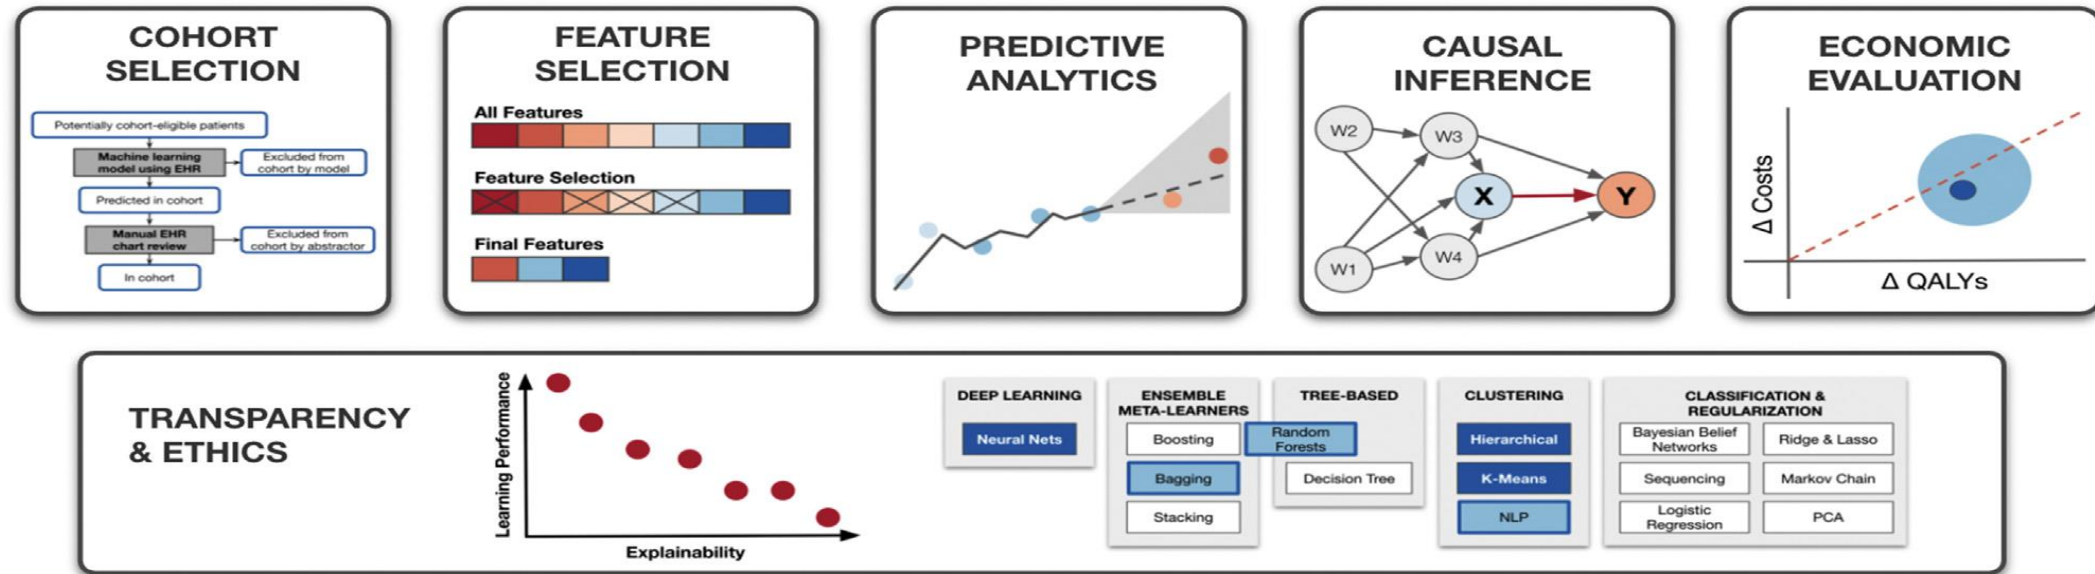 COHORT
SELECTION
Potentially cohort-eligible patients
Machine learning
model using EHR
Excluded from
cohort by model
Predicted in cohort
Manual EHR
chart review
Excluded from
cohort by abstractor
In cohort
FEATURE
SELECTION
All Features
Feature Selection
Final Features
PREDICTIVE
ANALYTICS
CAUSAL
INFERENCE
W2
W3
X
Y
W1
W4
ECONOMIC
EVALUATION
Δ Costs
Δ QALYs
TRANSPARENCY
& ETHICS
Learning Performance
Explainability
DEEP LEARNING
Neural Nets
ENSEMBLE
META-LEARNERS
Boosting
Bagging
Stacking
TREE-BASED
Random
Forests
Decision Tree
CLUSTERING
Hierarchical
K-Means
NLP
CLASSIFICATION &
REGULARIZATION
Bayesian Belief
Networks
Ridge & Lasso
Sequencing
Markov Chain
Logistic
Regression
PCA